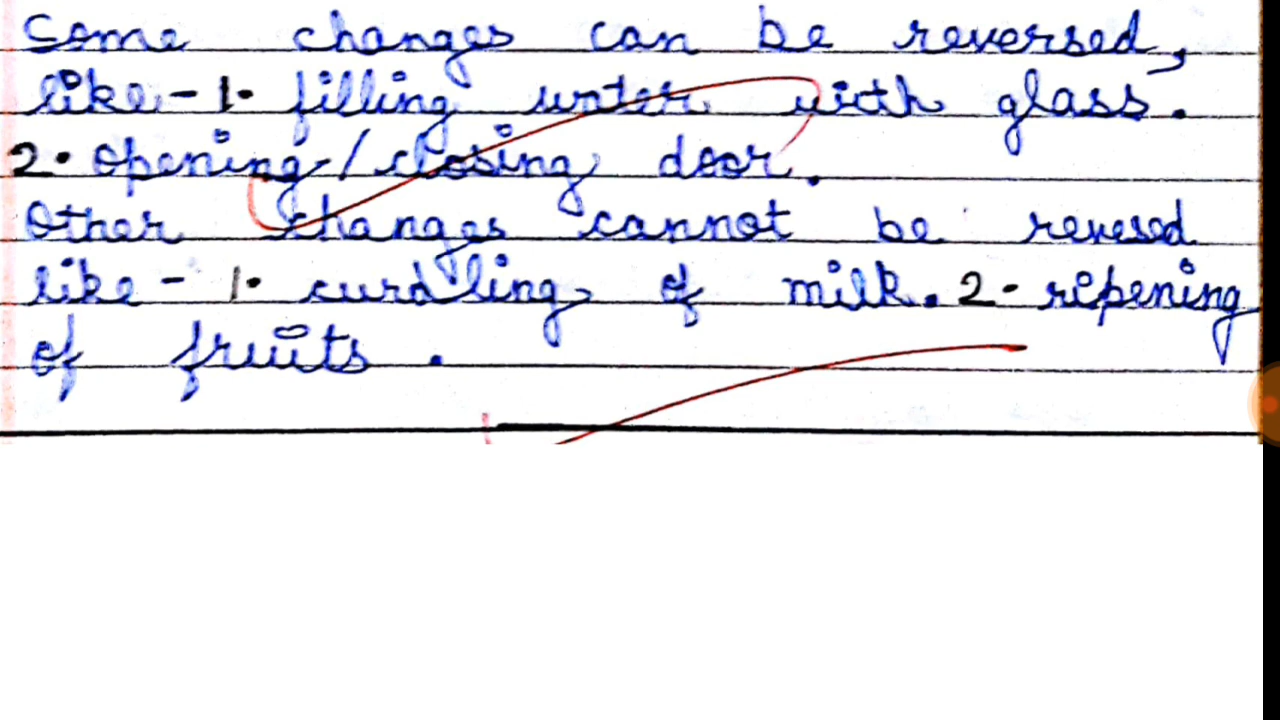 Some changes can be reversed,
like - 1. filling water with glass.
2. Opening/closing door.
Other changes cannot be revesed
like - 1. curdling of milk. 2. ripening
of fruits.